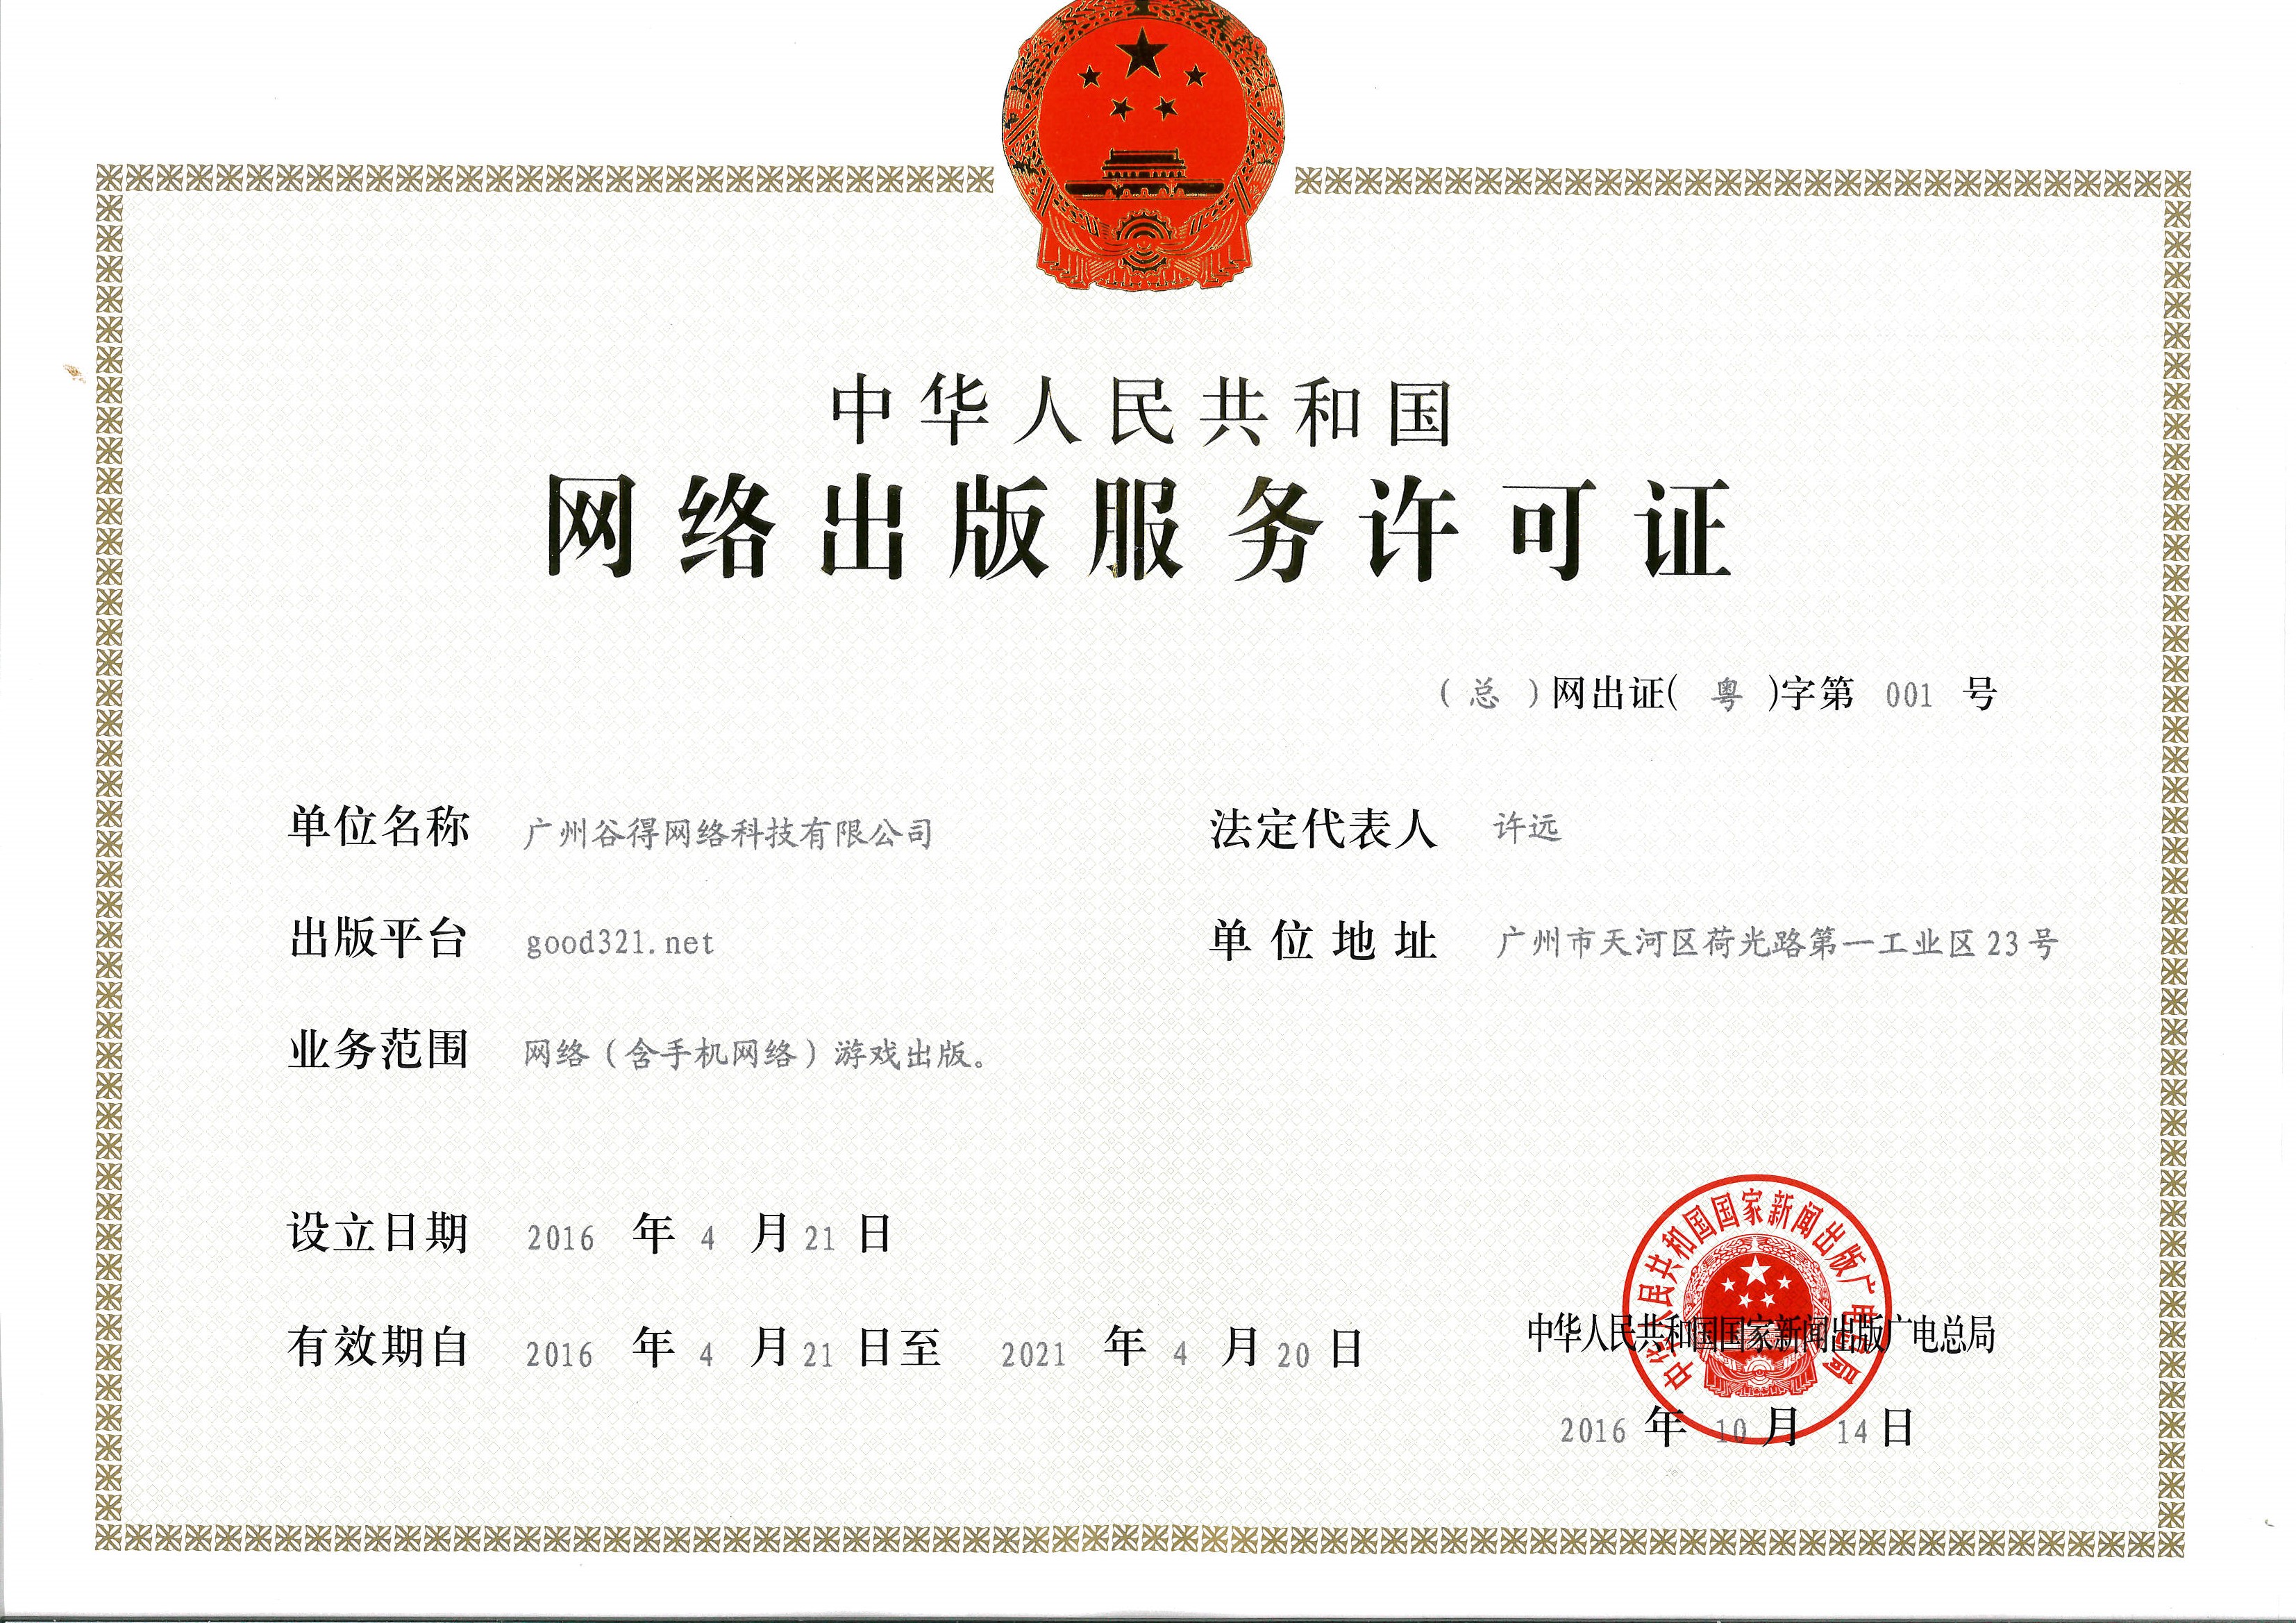 中华人民共和国
网络出版服务许可证
（总）网出证(粤)字第 001 号
单位名称 广州谷得网络科技有限公司
法定代表人 许远
出版平台 good321.net
单位地址 广州市天河区荷光路第一工业区23号
业务范围 网络（含手机网络）游戏出版。
设立日期 2016 年 4 月 21 日
有效期自 2016 年 4 月 21 日至 2021 年 4 月 20 日
中华人民共和国国家新闻出版广电总局
中华人民共和国国家新闻出版广电总局
2016 年 10 月 14 日